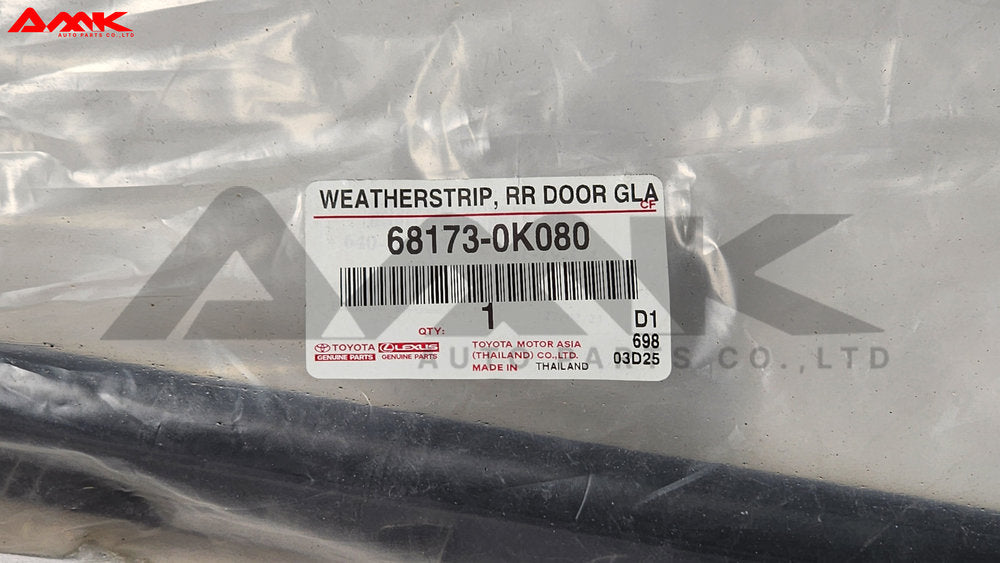 AMK
AUTO PARTS CO.,LTD
WEATHERSTRIP, RR DOOR GLA
CF
68173-0K080
1
QTY:
D1
698
03D25
TOYOTA
GENUINE PARTS
LEXUS
GENUINE PARTS
TOYOTA MOTOR ASIA
(THAILAND) CO.,LTD.
MADE IN THAILAND
AMK
AUTO PARTS CO.,LTD